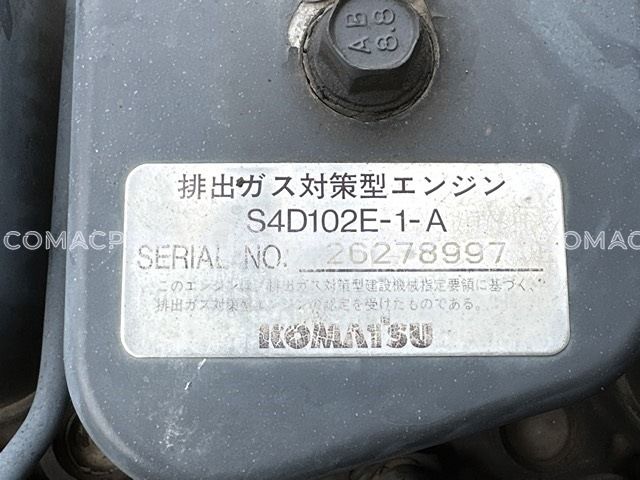 AB
8.8
排出ガス対策型エンジン
S4D102E-1-A
SERIAL NO. 26278997
このエンジンは、排出ガス対策型建設機械指定要領に基づく、
排出ガス対策型エンジンの認定を受けたものである。
KOMATSU
COMACP